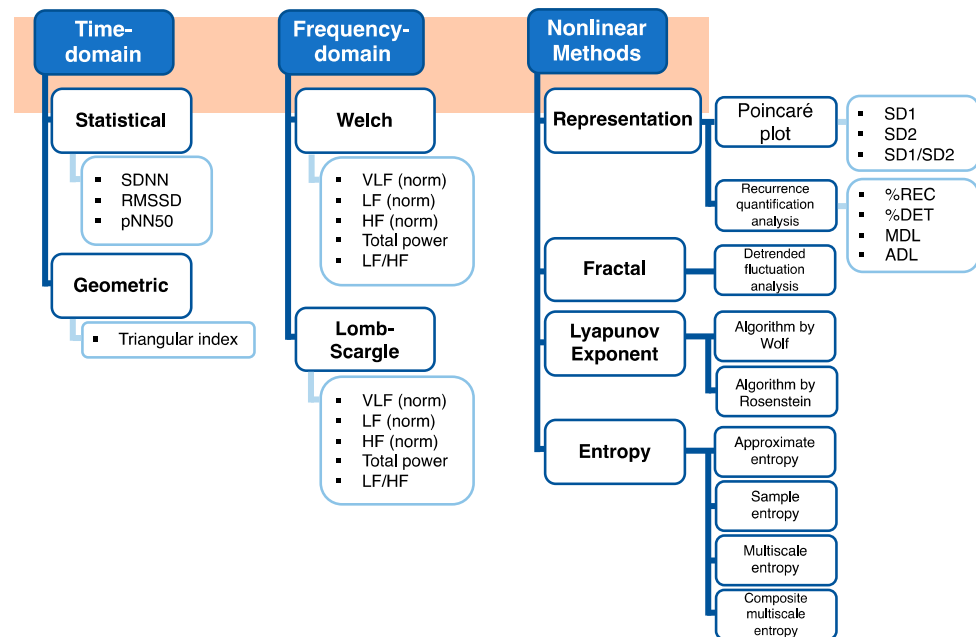 Time-
domain
Statistical
SDNN
RMSSD
pNN50
Geometric
Triangular index
Frequency-
domain
Welch
VLF (norm)
LF (norm)
HF (norm)
Total power
LF/HF
Lomb-
Scargle
VLF (norm)
LF (norm)
HF (norm)
Total power
LF/HF
Nonlinear
Methods
Representation
Poincaré
plot
SD1
SD2
SD1/SD2
Recurrence
quantification
analysis
%REC
%DET
MDL
ADL
Fractal
Detrended
fluctuation
analysis
Lyapunov
Exponent
Algorithm by
Wolf
Algorithm by
Rosenstein
Entropy
Approximate
entropy
Sample
entropy
Multiscale
entropy
Composite
multiscale
entropy